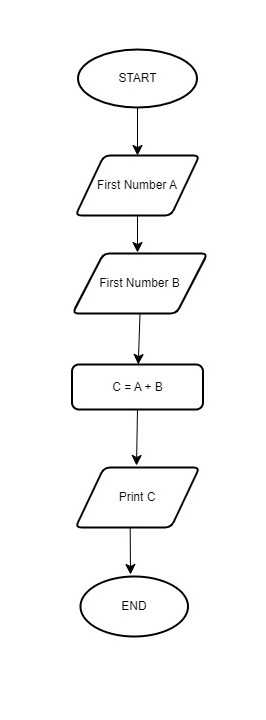 START
First Number A
First Number B
C = A + B
Print C
END